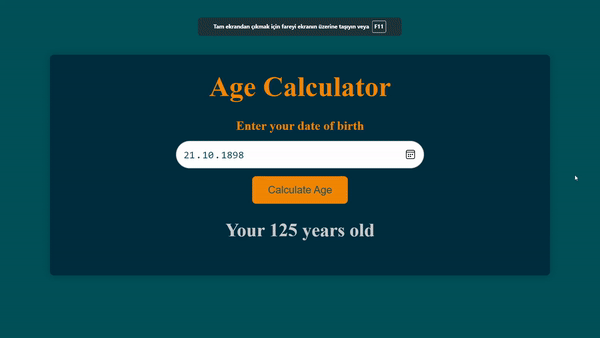 Tam ekrandan çıkmak için fareyi ekranın üzerine taşıyın veya F11
Age Calculator
Enter your date of birth
21.10.1898
Calculate Age
Your 125 years old